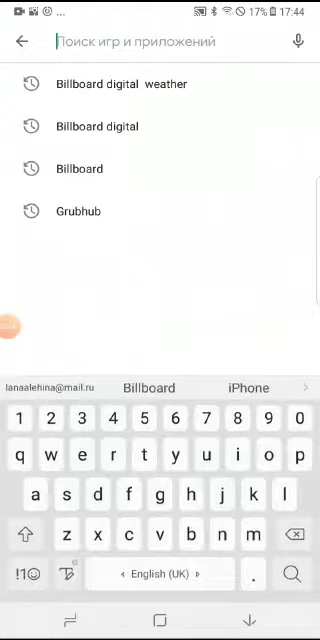 ... 17% 17:44
Поиск игр и приложений
Billboard digital weather
Billboard digital
Billboard
Grubhub
lanaalehina@mail.ru Billboard iPhone
1 2 3 4 5 6 7 8 9 0
q w e r t y u i o p
a s d f g h j k l
z x c v b n m
!1☺ English (UK) .